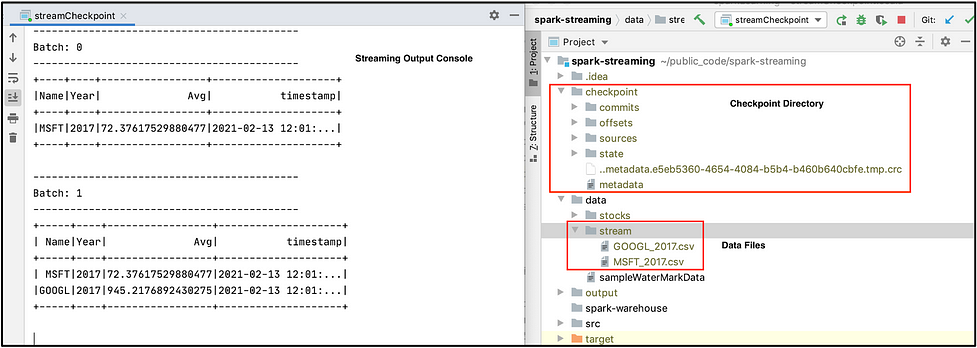 streamCheckpoint
-----------------------------------------
Batch: 0
-----------------------------------------
+----+----+-----------------+--------------------+
|Name|Year|              Avg|           timestamp|
+----+----+-----------------+--------------------+
|MSFT|2017|72.37617529880477|2021-02-13 12:01:...|
+----+----+-----------------+--------------------+
-----------------------------------------
Batch: 1
-----------------------------------------
+-----+----+-----------------+--------------------+
| Name|Year|              Avg|           timestamp|
+-----+----+-----------------+--------------------+
| MSFT|2017|72.37617529880477|2021-02-13 12:01:...|
|GOOGL|2017|945.2176892430275|2021-02-13 12:01:...|
+-----+----+-----------------+--------------------+
Streaming Output Console
spark-streaming data stre streamCheckpoint Git:
1: Project
7: Structure
Project
spark-streaming ~/public_code/spark-streaming
.idea
checkpoint
Checkpoint Directory
commits
offsets
sources
state
..metadata.e5eb5360-4654-4084-b5b4-b460b640cbfe.tmp.crc
metadata
data
stocks
stream
Data Files
GOOGL_2017.csv
MSFT_2017.csv
sampleWaterMarkData
output
spark-warehouse
src
target